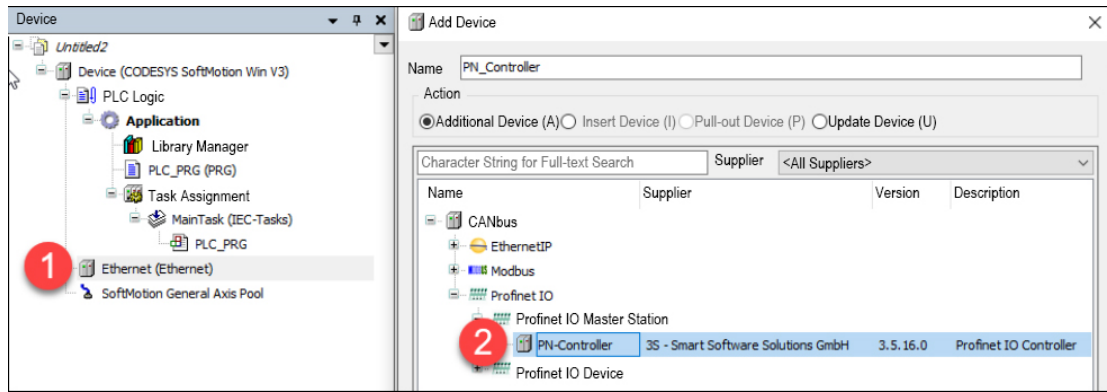 Device
Untitled2
Device (CODESYS SoftMotion Win V3)
PLC Logic
Application
Library Manager
PLC_PRG (PRG)
Task Assignment
MainTask (IEC-Tasks)
PLC_PRG
1
Ethernet (Ethernet)
SoftMotion General Axis Pool
Add Device
Name PN_Controller
Action
Additional Device (A) Insert Device (I) Pull-out Device (P) Update Device (U)
Character String for Full-text Search Supplier <All Suppliers>
Name Supplier Version Description
CANbus
EthernetIP
Modbus
Profinet IO
Profinet IO Master Station
2 PN-Controller 3S - Smart Software Solutions GmbH 3.5.16.0 Profinet IO Controller
Profinet IO Device